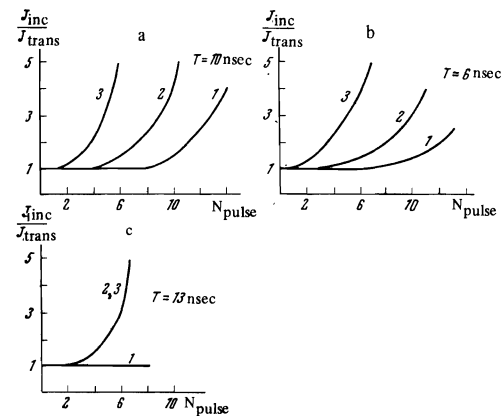 J_inc
J_trans
a
5
3
1
3
2
1
T = 10 nsec
2 6 10 N_pulse
J_inc
J_trans
b
5
3
1
3
2
1
T ≈ 6 nsec
2 6 10 N_pulse
J_inc
J_trans
c
5
3
1
2,3
1
T = 13 nsec
2 6 10 N_pulse